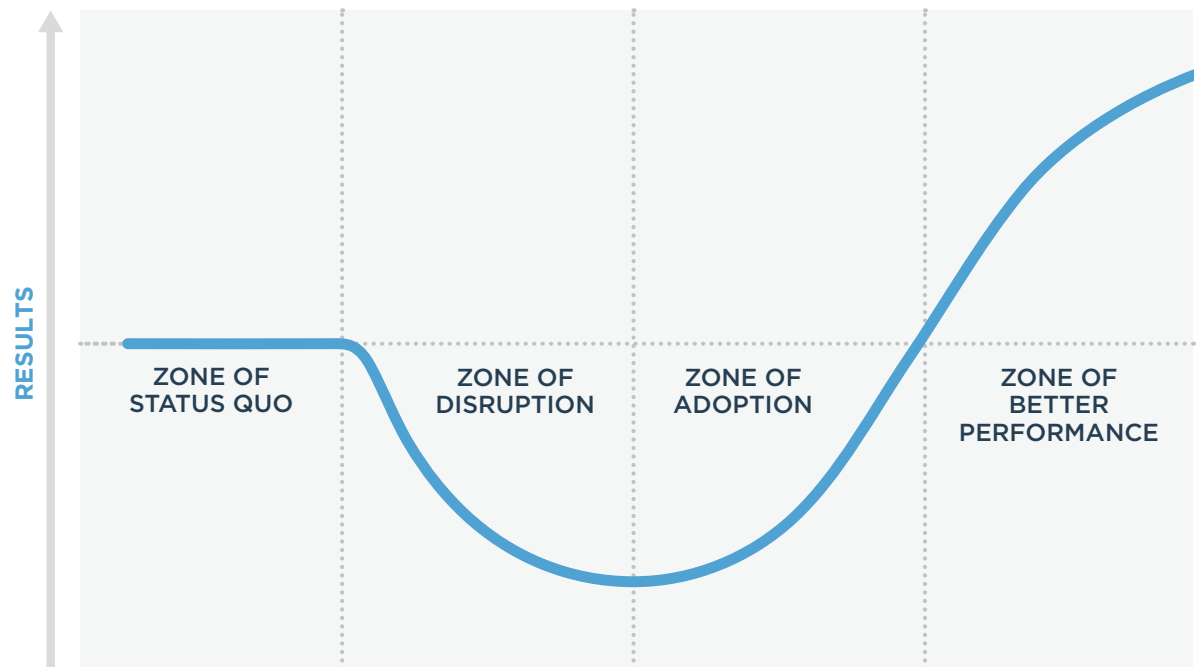 RESULTS
ZONE OF
STATUS QUO
ZONE OF
DISRUPTION
ZONE OF
ADOPTION
ZONE OF
BETTER
PERFORMANCE